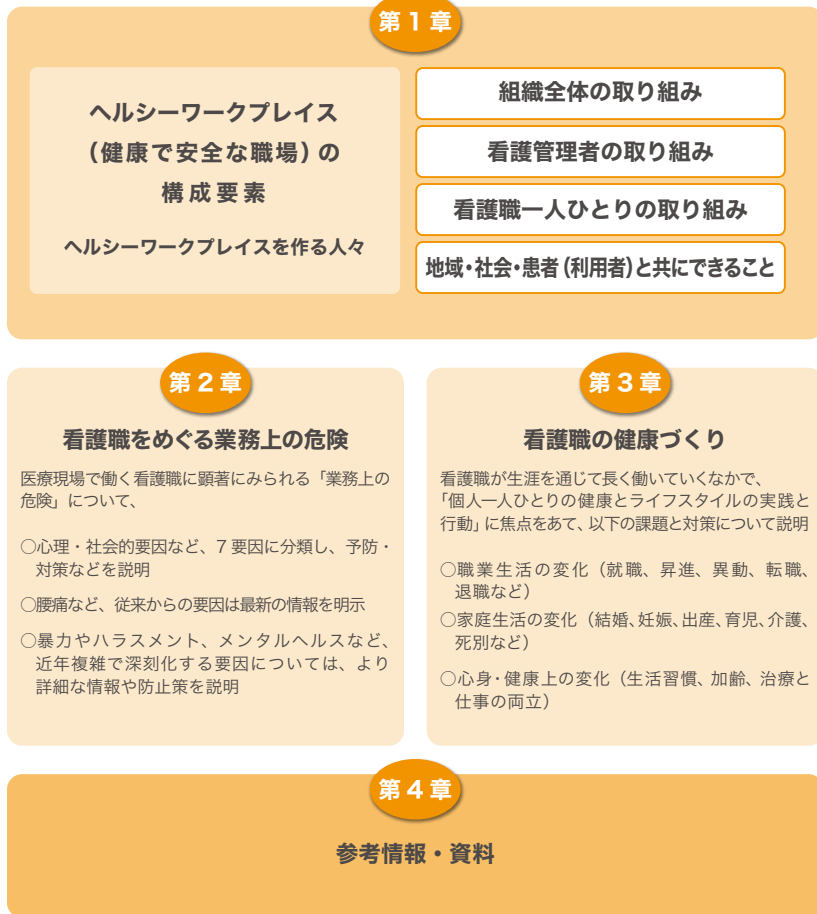 第1章
ヘルシーワークプレイス
（健康で安全な職場）の
構成要素
ヘルシーワークプレイスを作る人々
組織全体の取り組み
看護管理者の取り組み
看護職一人ひとりの取り組み
地域・社会・患者（利用者）と共にできること
第2章
看護職をめぐる業務上の危険
医療現場で働く看護職に顕著にみられる「業務上の
危険」について、
○心理・社会的要因など、7要因に分類し、予防・
対策などを説明
○腰痛など、従来からの要因は最新の情報を明示
○暴力やハラスメント、メンタルヘルスなど、
近年複雑で深刻化する要因については、より
詳細な情報や防止策を説明
第3章
看護職の健康づくり
看護職が生涯を通じて長く働いていくなかで、
「個人一人ひとりの健康とライフスタイルの実践と
行動」に焦点をあて、以下の課題と対策について説明
○職業生活の変化（就職、昇進、異動、転職、
退職など）
○家庭生活の変化（結婚、妊娠、出産、育児、介護、
死別など）
○心身・健康上の変化（生活習慣、加齢、治療と
仕事の両立）
第4章
参考情報・資料